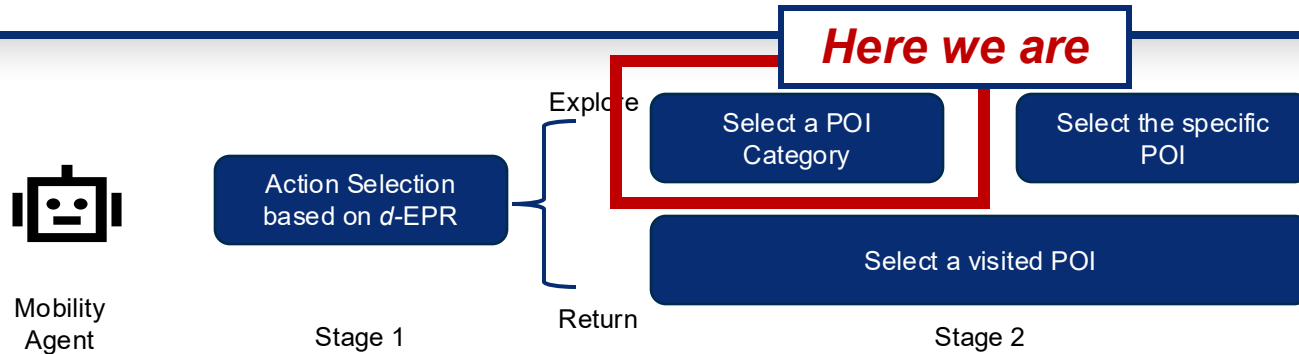 Here we are
Explore
Select a POI
Category
Select the specific
POI
Action Selection
based on d-EPR
Select a visited POI
Mobility
Agent
Stage 1
Return
Stage 2